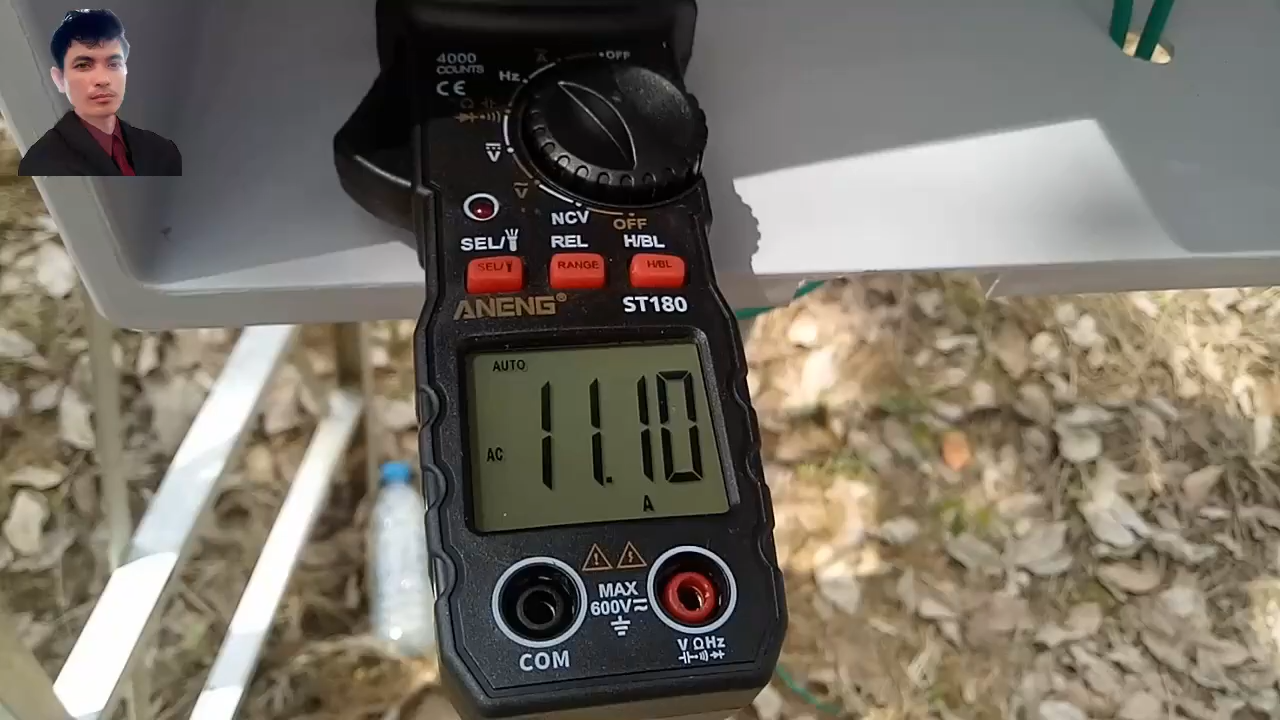 4000
COUNTS
CE
OFF
Hz
A
V
V
NCV
OFF
SEL/
REL
H/BL
SEL/
RANGE
H/BL
ANENG®
ST180
AUTO
11.10
AC
A
MAX
600V
COM
V Ω Hz